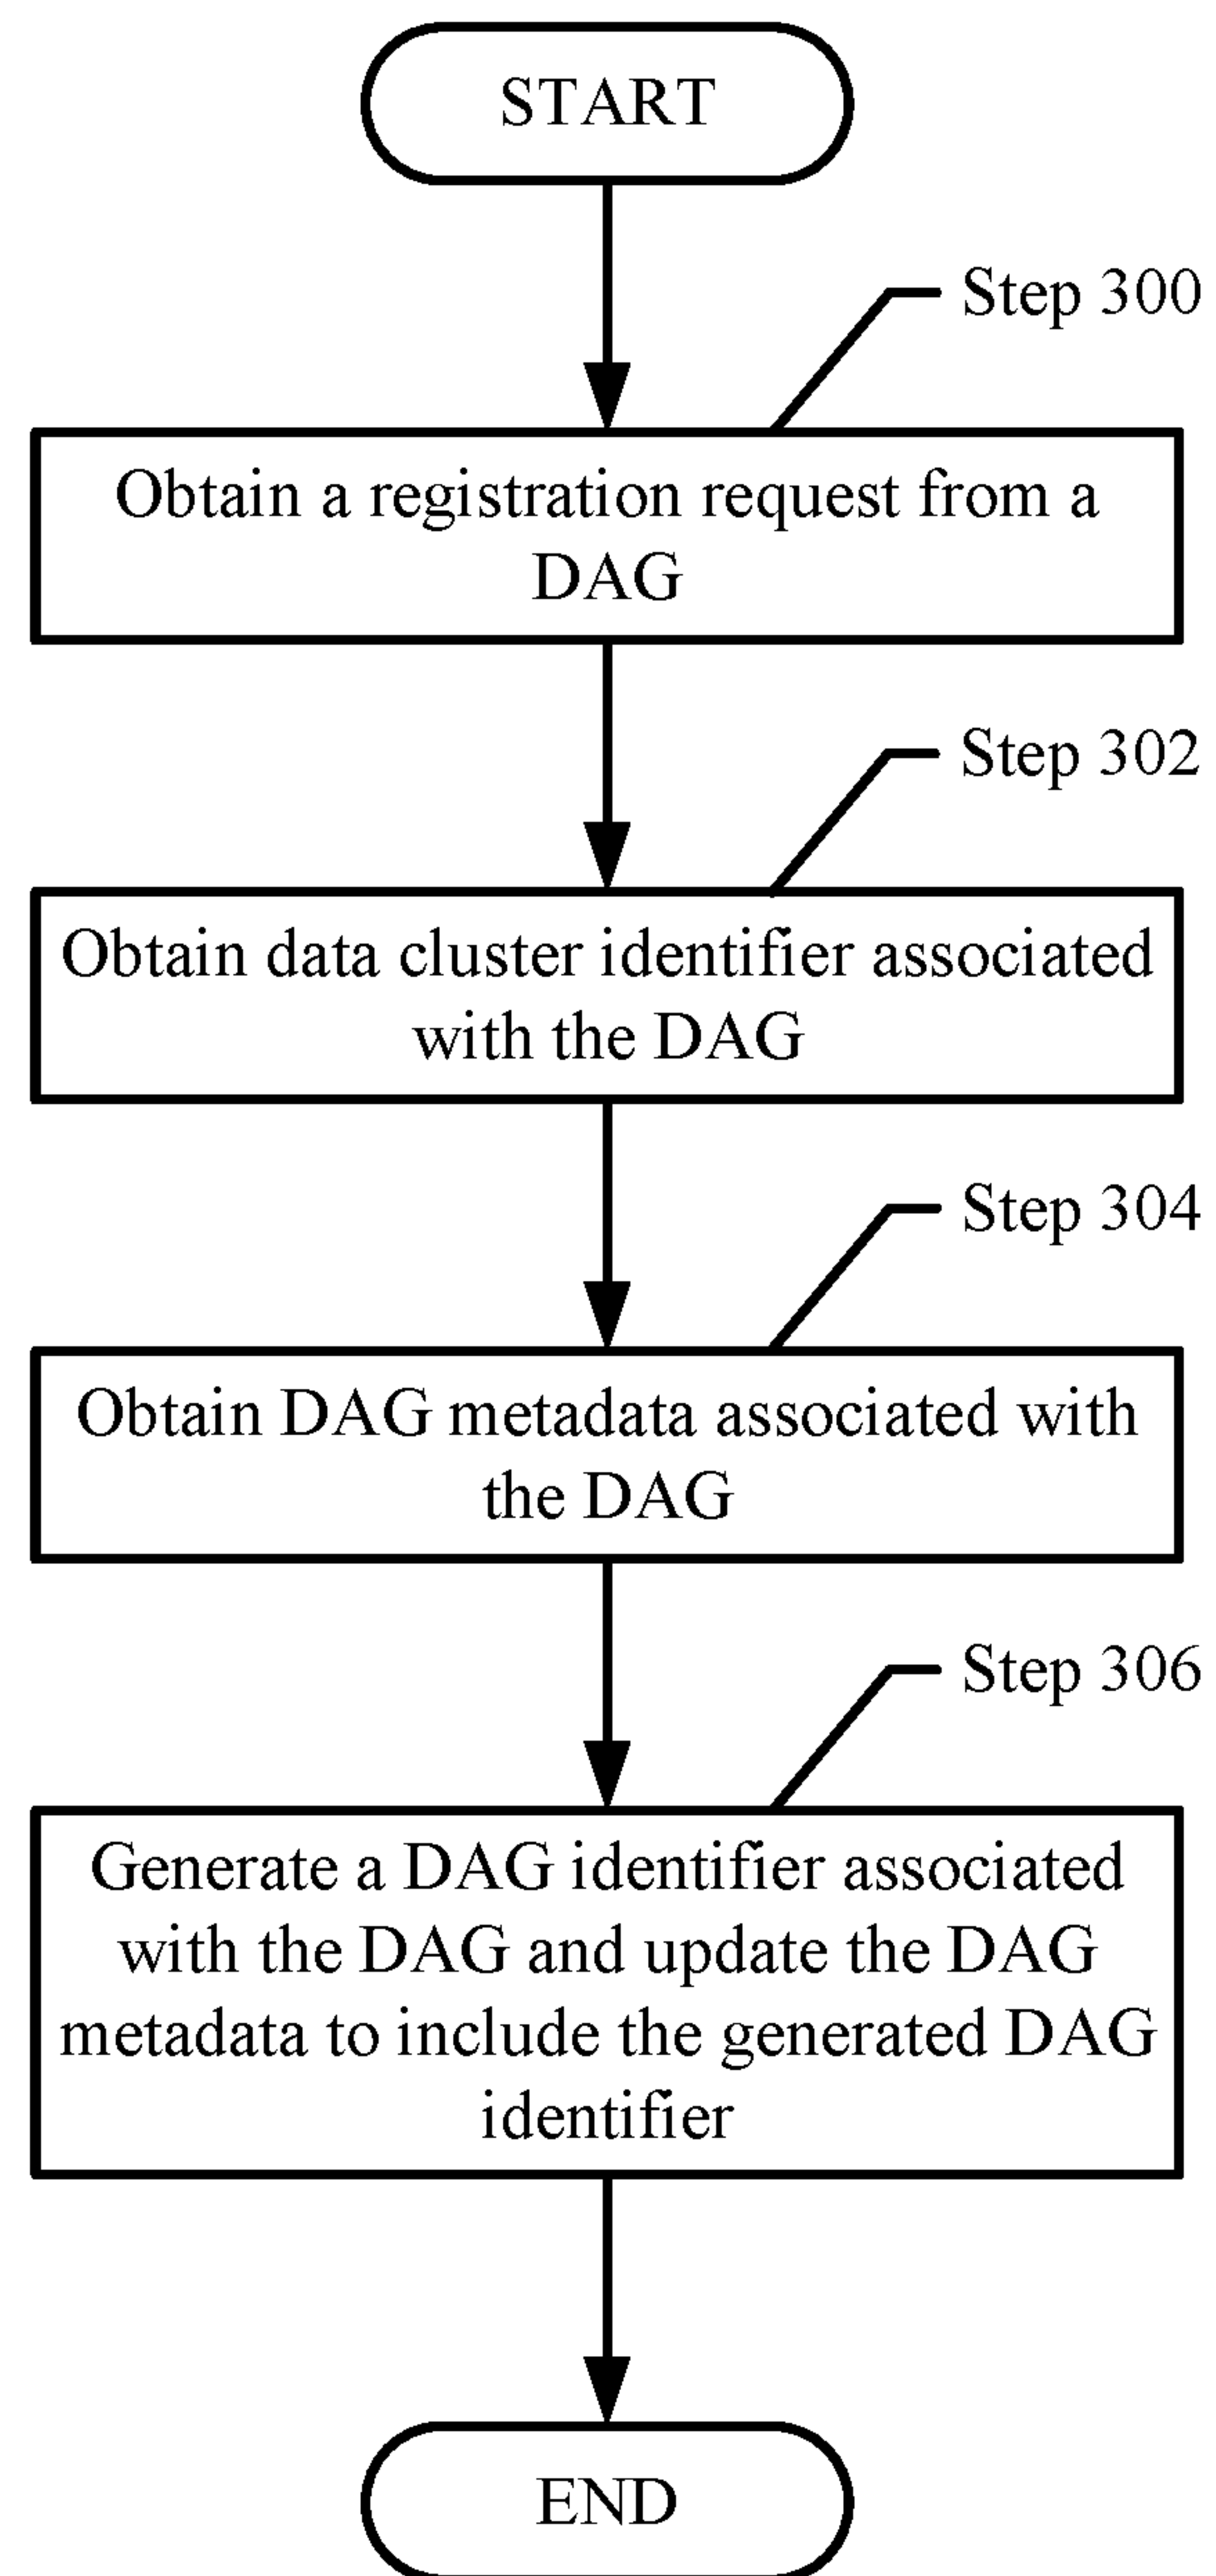 START
Step 300
Obtain a registration request from a
DAG
Step 302
Obtain data cluster identifier associated
with the DAG
Step 304
Obtain DAG metadata associated with
the DAG
Step 306
Generate a DAG identifier associated
with the DAG and update the DAG
metadata to include the generated DAG
identifier
END